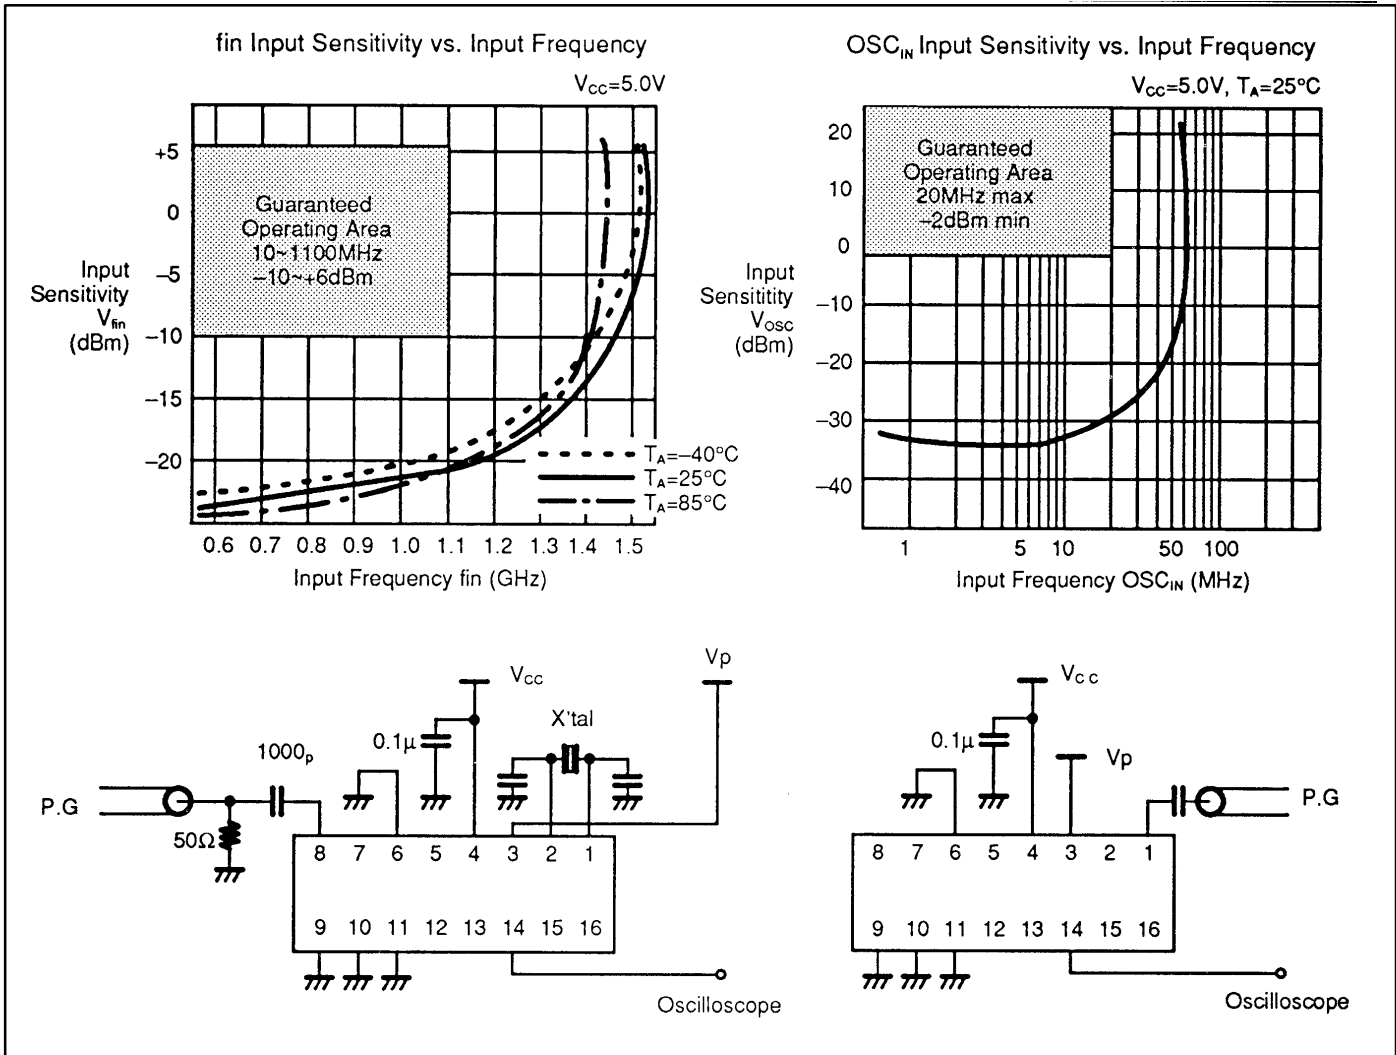 fin Input Sensitivity vs. Input Frequency
VCC=5.0V
+5
0
−5
−10
−15
−20
Input
Sensitivity
Vfin
(dBm)
Guaranteed
Operating Area
10~1100MHz
−10~+6dBm
TA=−40°C
TA=25°C
TA=85°C
0.6 0.7 0.8 0.9 1.0 1.1 1.2 1.3 1.4 1.5
Input Frequency fin (GHz)
OSCIN Input Sensitivity vs. Input Frequency
VCC=5.0V, TA=25°C
20
10
0
−10
−20
−30
−40
Input
Sensititity
VOSC
(dBm)
Guaranteed
Operating Area
20MHz max
−2dBm min
1 5 10 50 100
Input Frequency OSCIN (MHz)
VCC
Vp
X'tal
0.1μ
1000p
P.G
50Ω
8 7 6 5 4 3 2 1
9 10 11 12 13 14 15 16
Oscilloscope
VCC
0.1μ
Vp
P.G
8 7 6 5 4 3 2 1
9 10 11 12 13 14 15 16
Oscilloscope